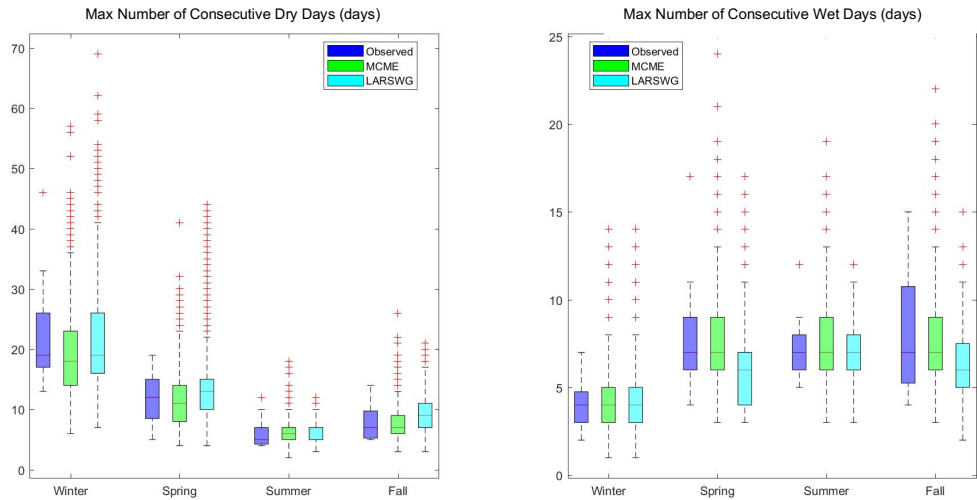 Max Number of Consecutive Dry Days (days)
Observed
MCME
LARSWG
70
60
50
40
30
20
10
0
Winter Spring Summer Fall
Max Number of Consecutive Wet Days (days)
Observed
MCME
LARSWG
25
20
15
10
5
0
Winter Spring Summer Fall